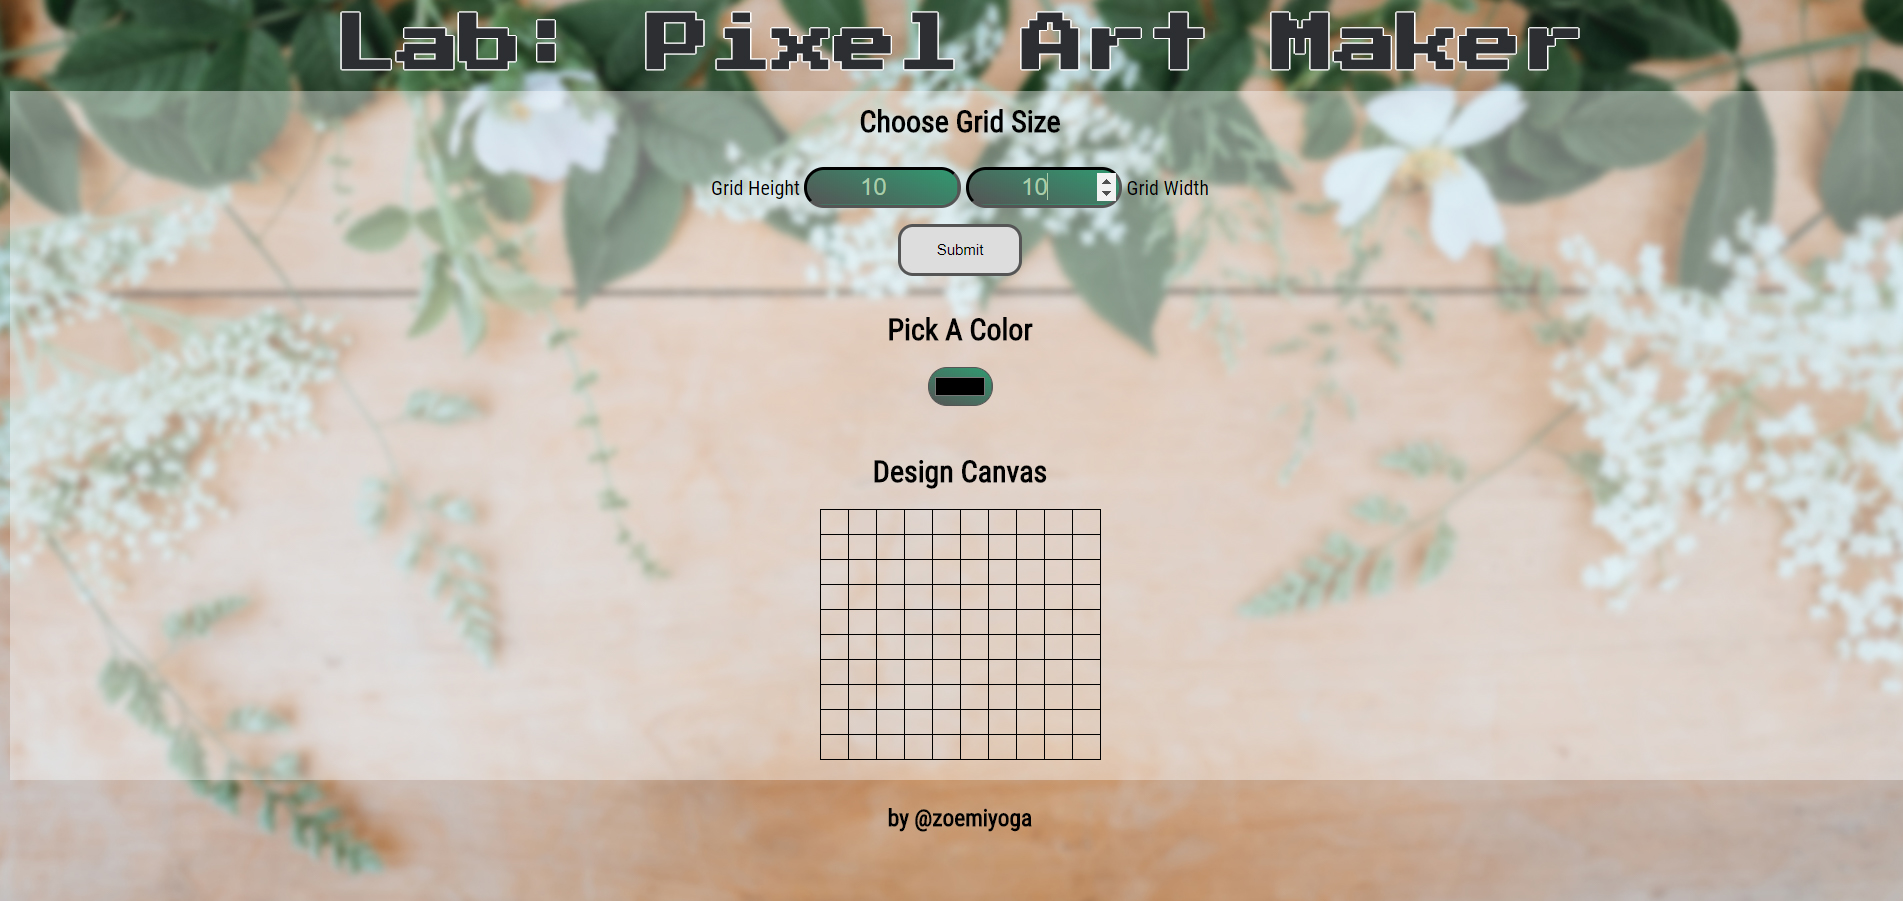 Lab: Pixel Art Maker
Choose Grid Size
Grid Height 10 10 Grid Width
Submit
Pick A Color
Design Canvas
by @zoemiyoga